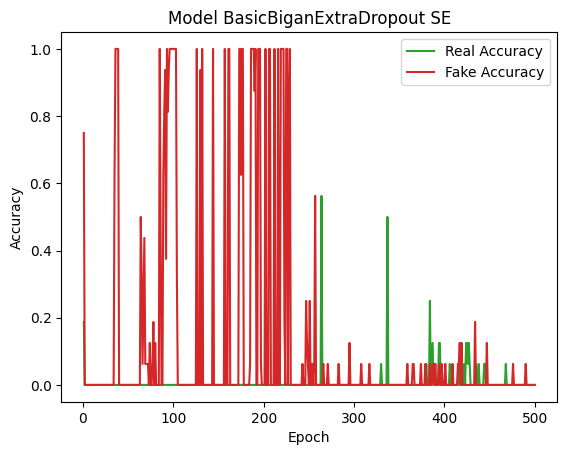 Model BasicBiganExtraDropout SE
Real Accuracy
Fake Accuracy
Accuracy
1.0
0.8
0.6
0.4
0.2
0.0
0 100 200 300 400 500
Epoch